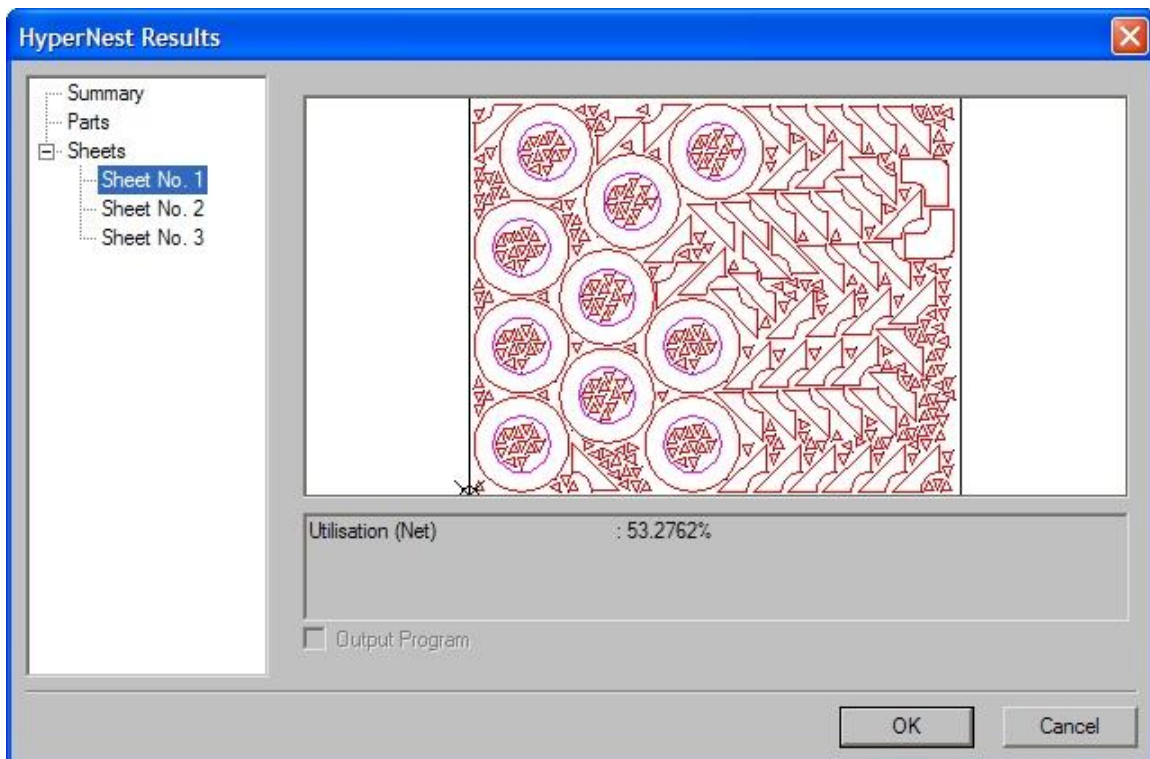 HyperNest Results
Summary
Parts
Sheets
Sheet No. 1
Sheet No. 2
Sheet No. 3
Utilisation (Net) : 53.2762%
Output Program
OK Cancel